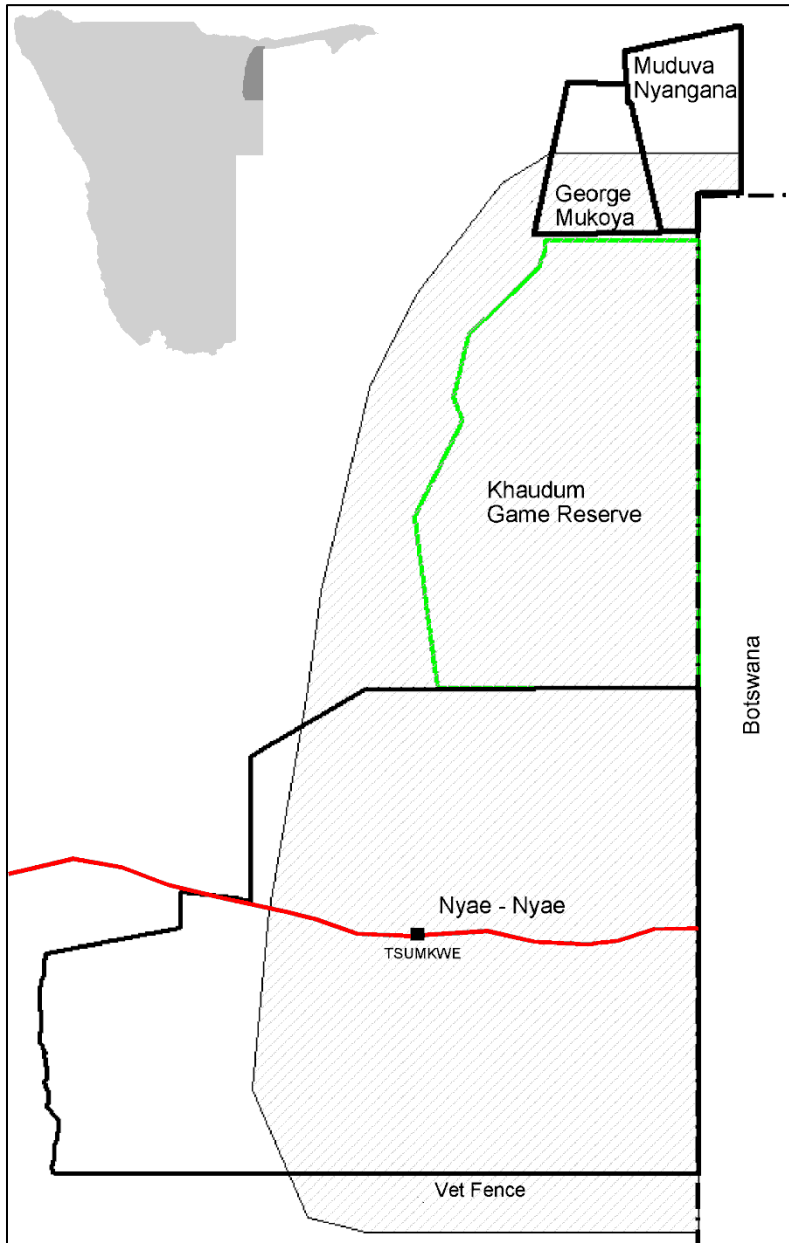 Muduva
Nyangana
George
Mukoya
Khaudum
Game Reserve
Botswana
Nyae - Nyae
TSUMKWE
Vet Fence